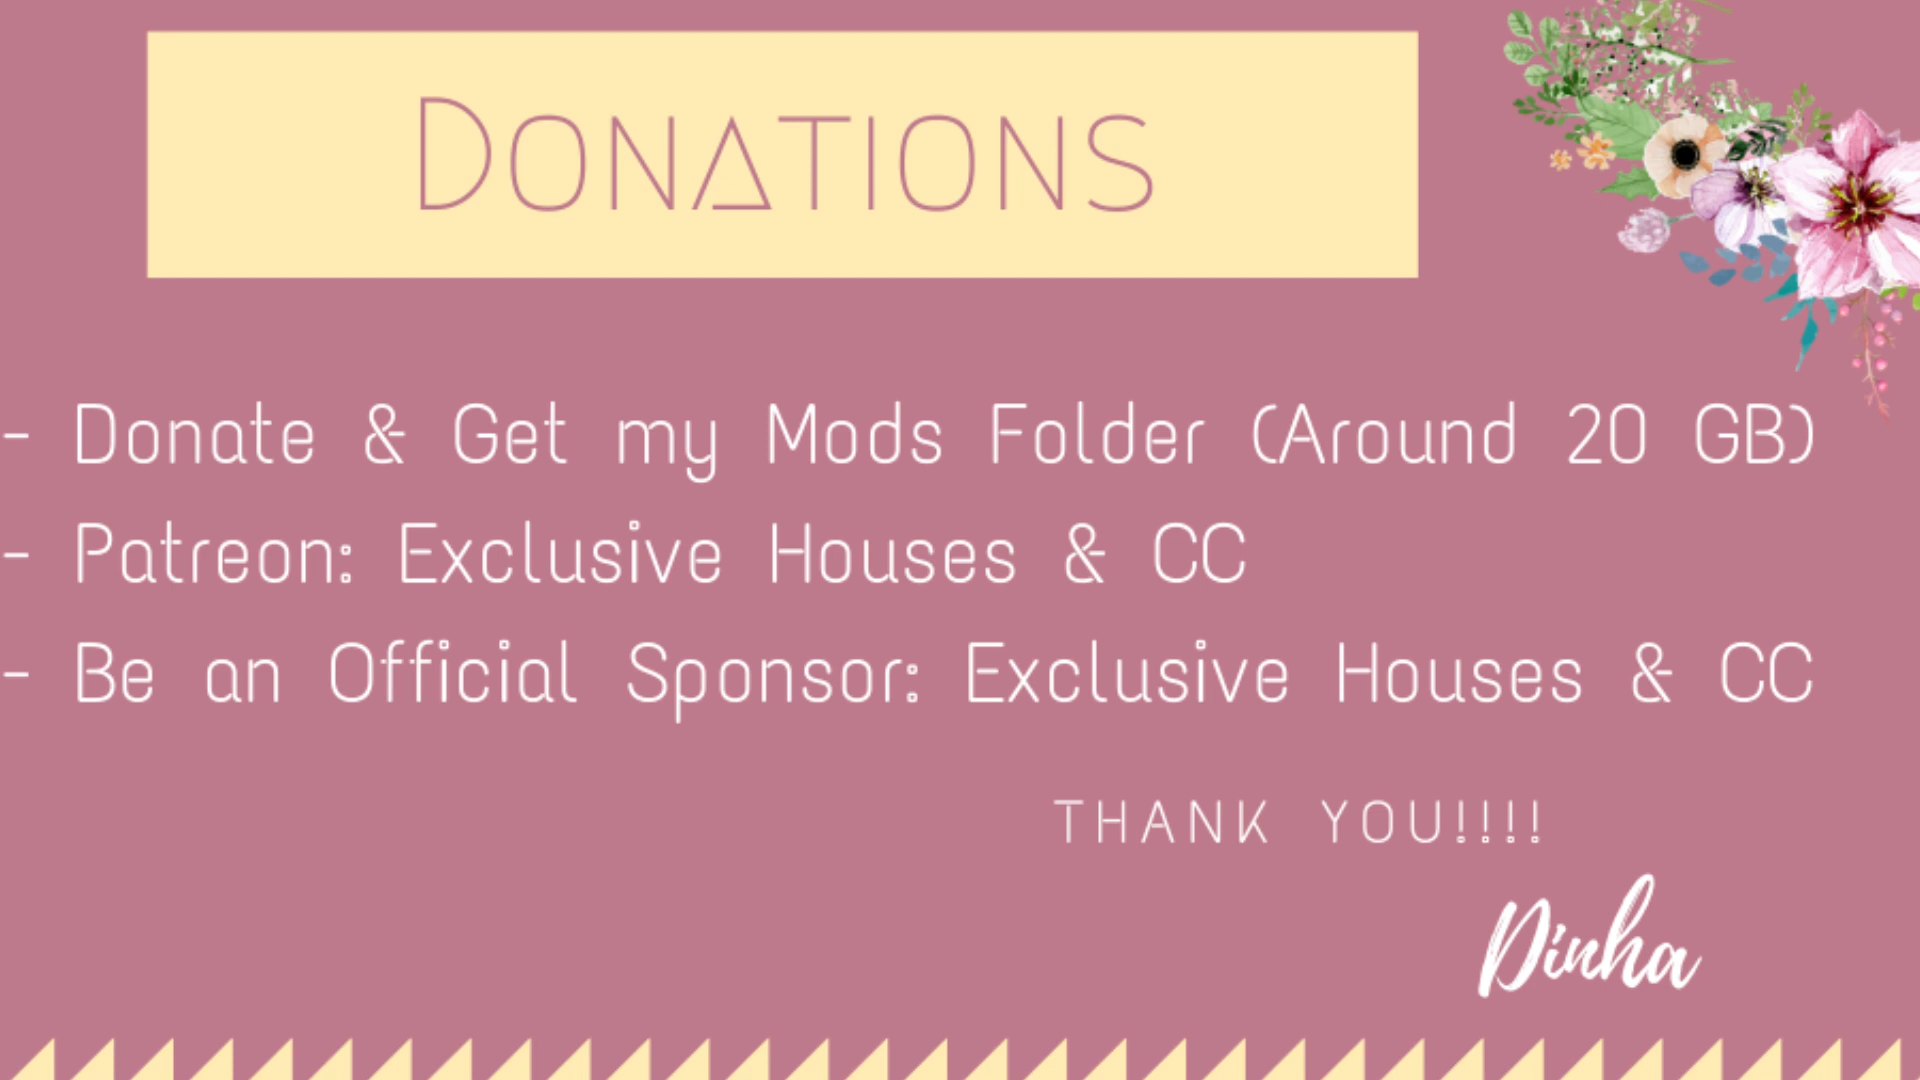 DONATIONS
- Donate & Get my Mods Folder (Around 20 GB)
- Patreon: Exclusive Houses & CC
- Be an Official Sponsor: Exclusive Houses & CC
THANK YOU!!!!
Dinha